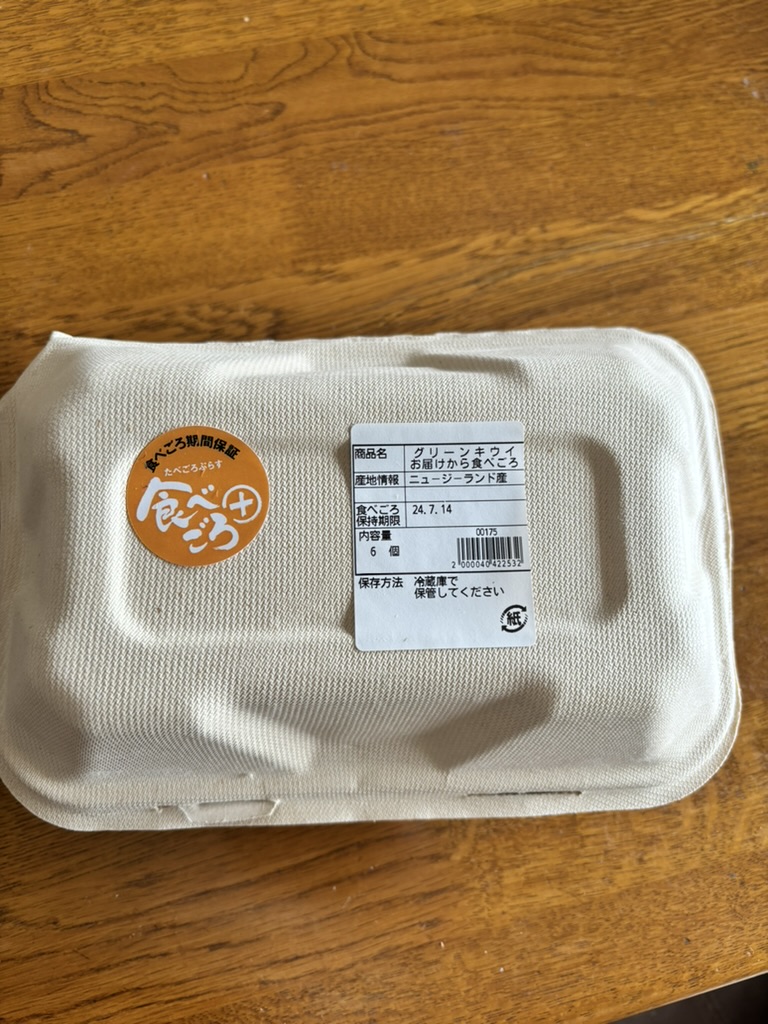 食べごろ期間保証
たべごろぷらす
食べ
ごろ+
商品名 グリーンキウイ
お届けから食べごろ
産地情報 ニュージーランド産
食べごろ
保持期限 24.7.14
内容量
6 個
00175
2 000040 422532
保存方法 冷蔵庫で
保管してください
紙